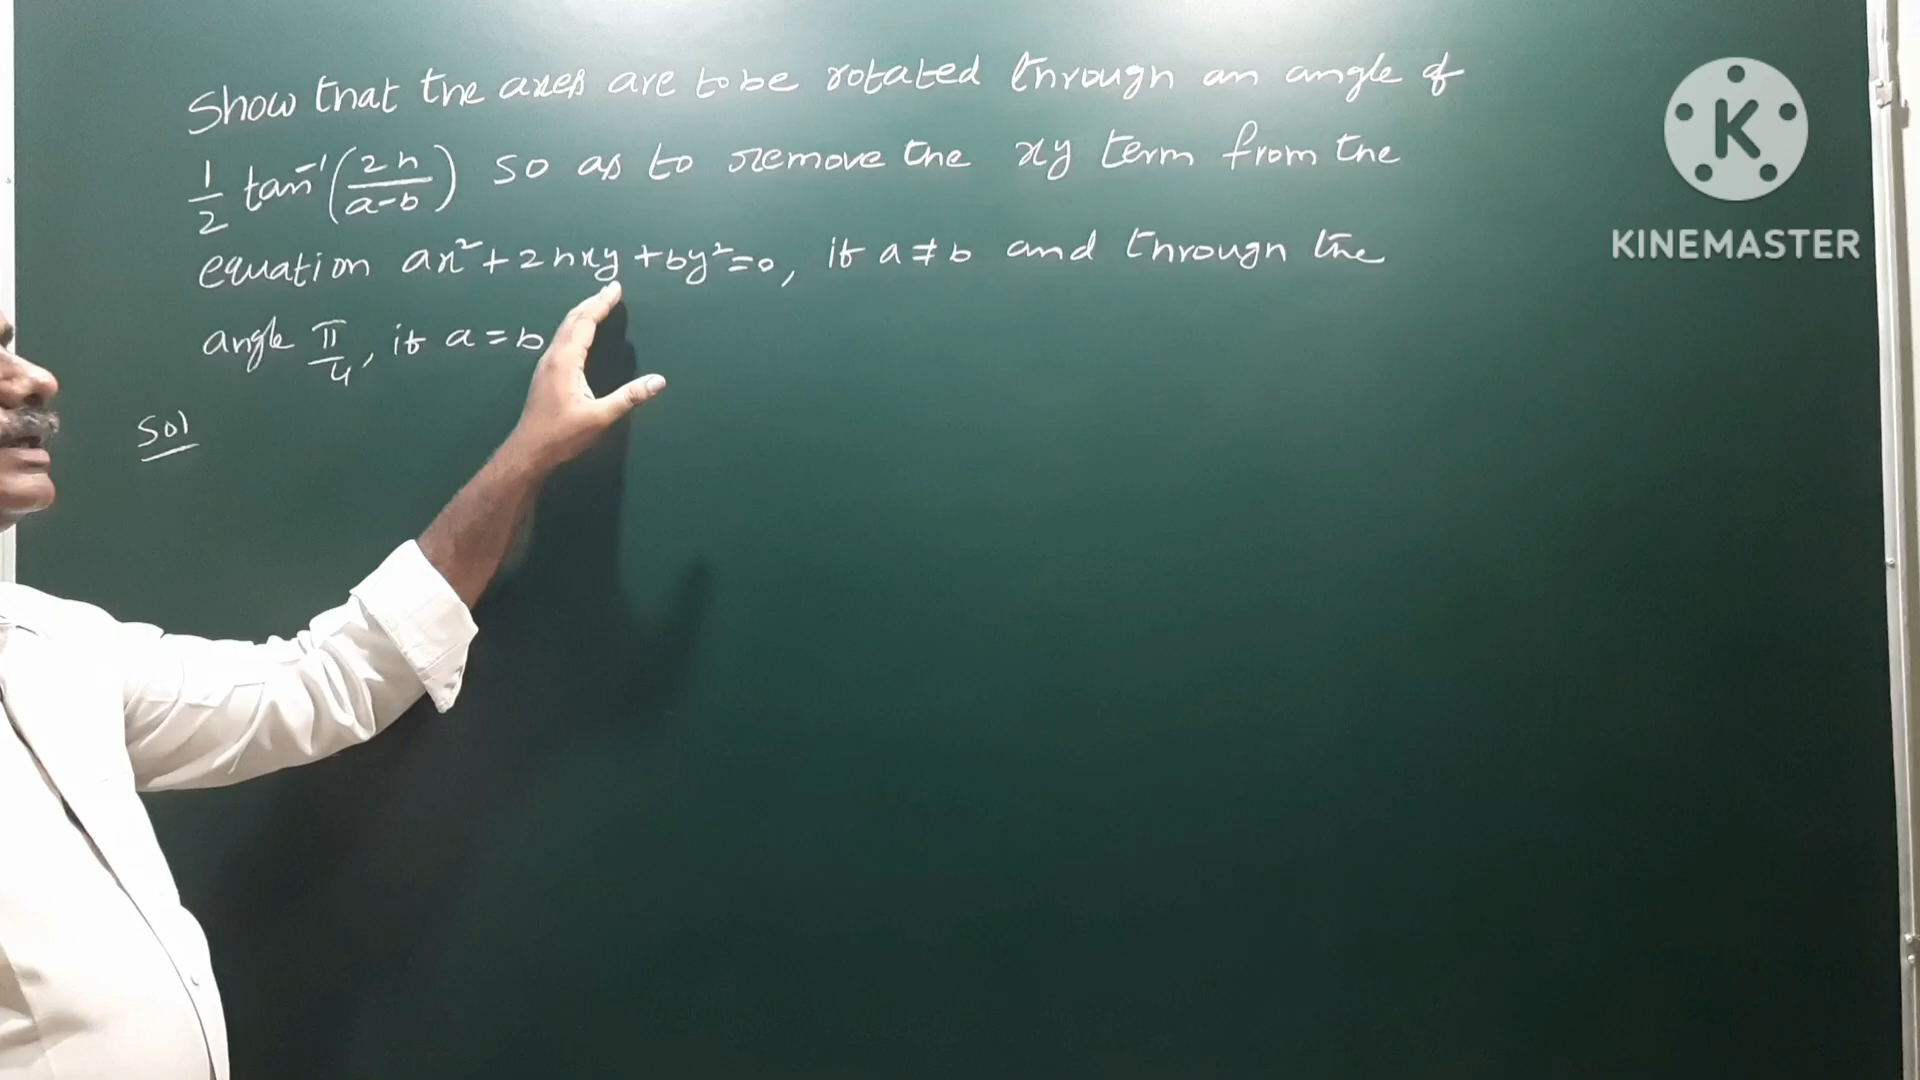 Show that the axes are to be rotated through an angle of
1/2 tan⁻¹(2h/a-b) so as to remove the xy term from the
equation ax²+2hxy+by²=0, if a≠b and through the
angle π/4, if a=b
Sol
K
KINEMASTER